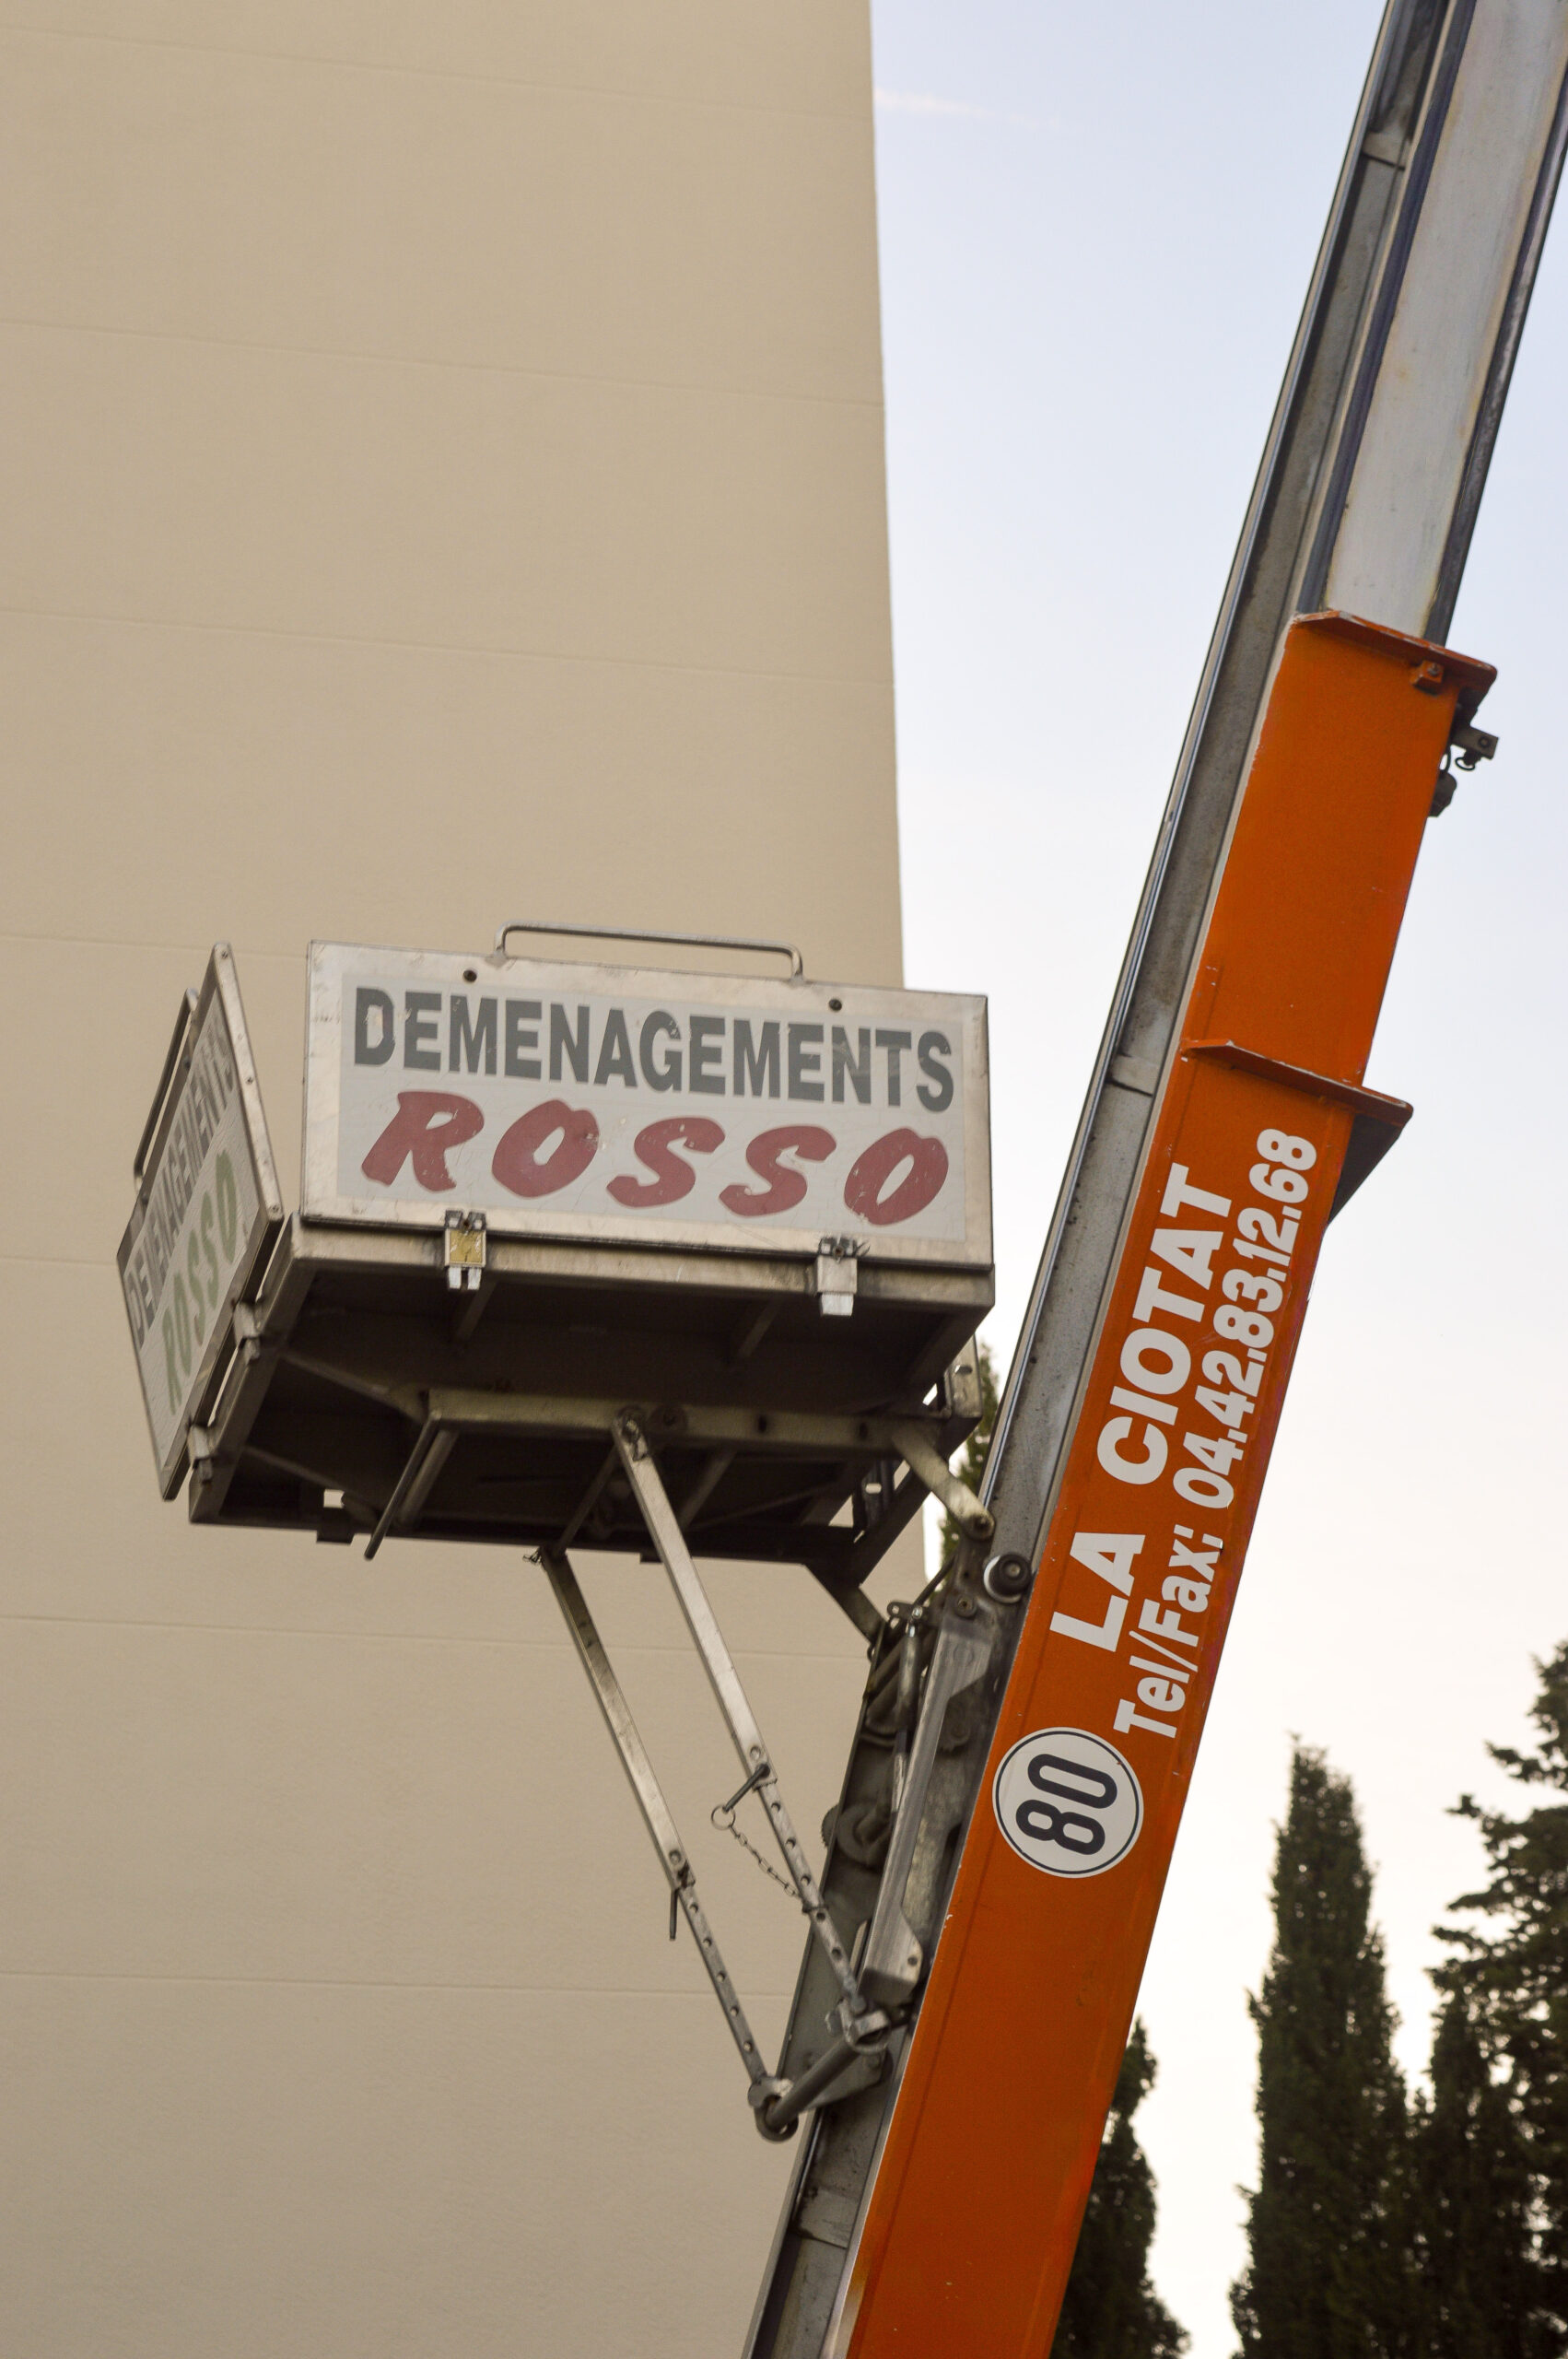 DEMENAGEMENTS
ROSSO
DEMENAGEMENTS
ROSSO
LA CIOTAT
Tel/Fax: 04.42.83.12.68
80